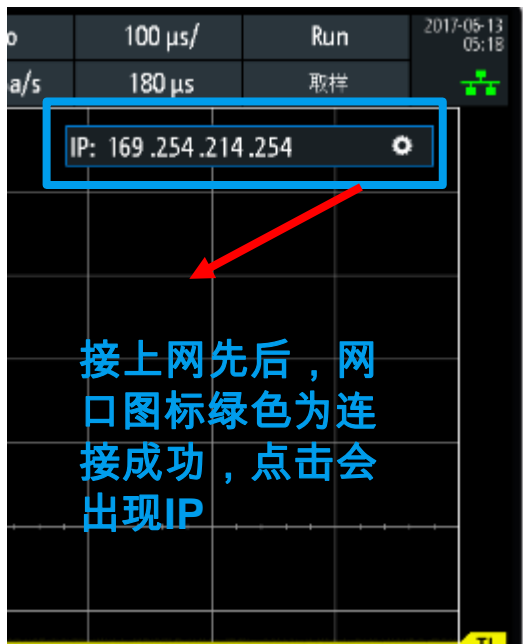 100 µs/
Run
2017-06-13
05:18
a/s
180 µs
取样
IP: 169 .254 .214 .254
接上网先后，网
口图标绿色为连
接成功，点击会
出现IP